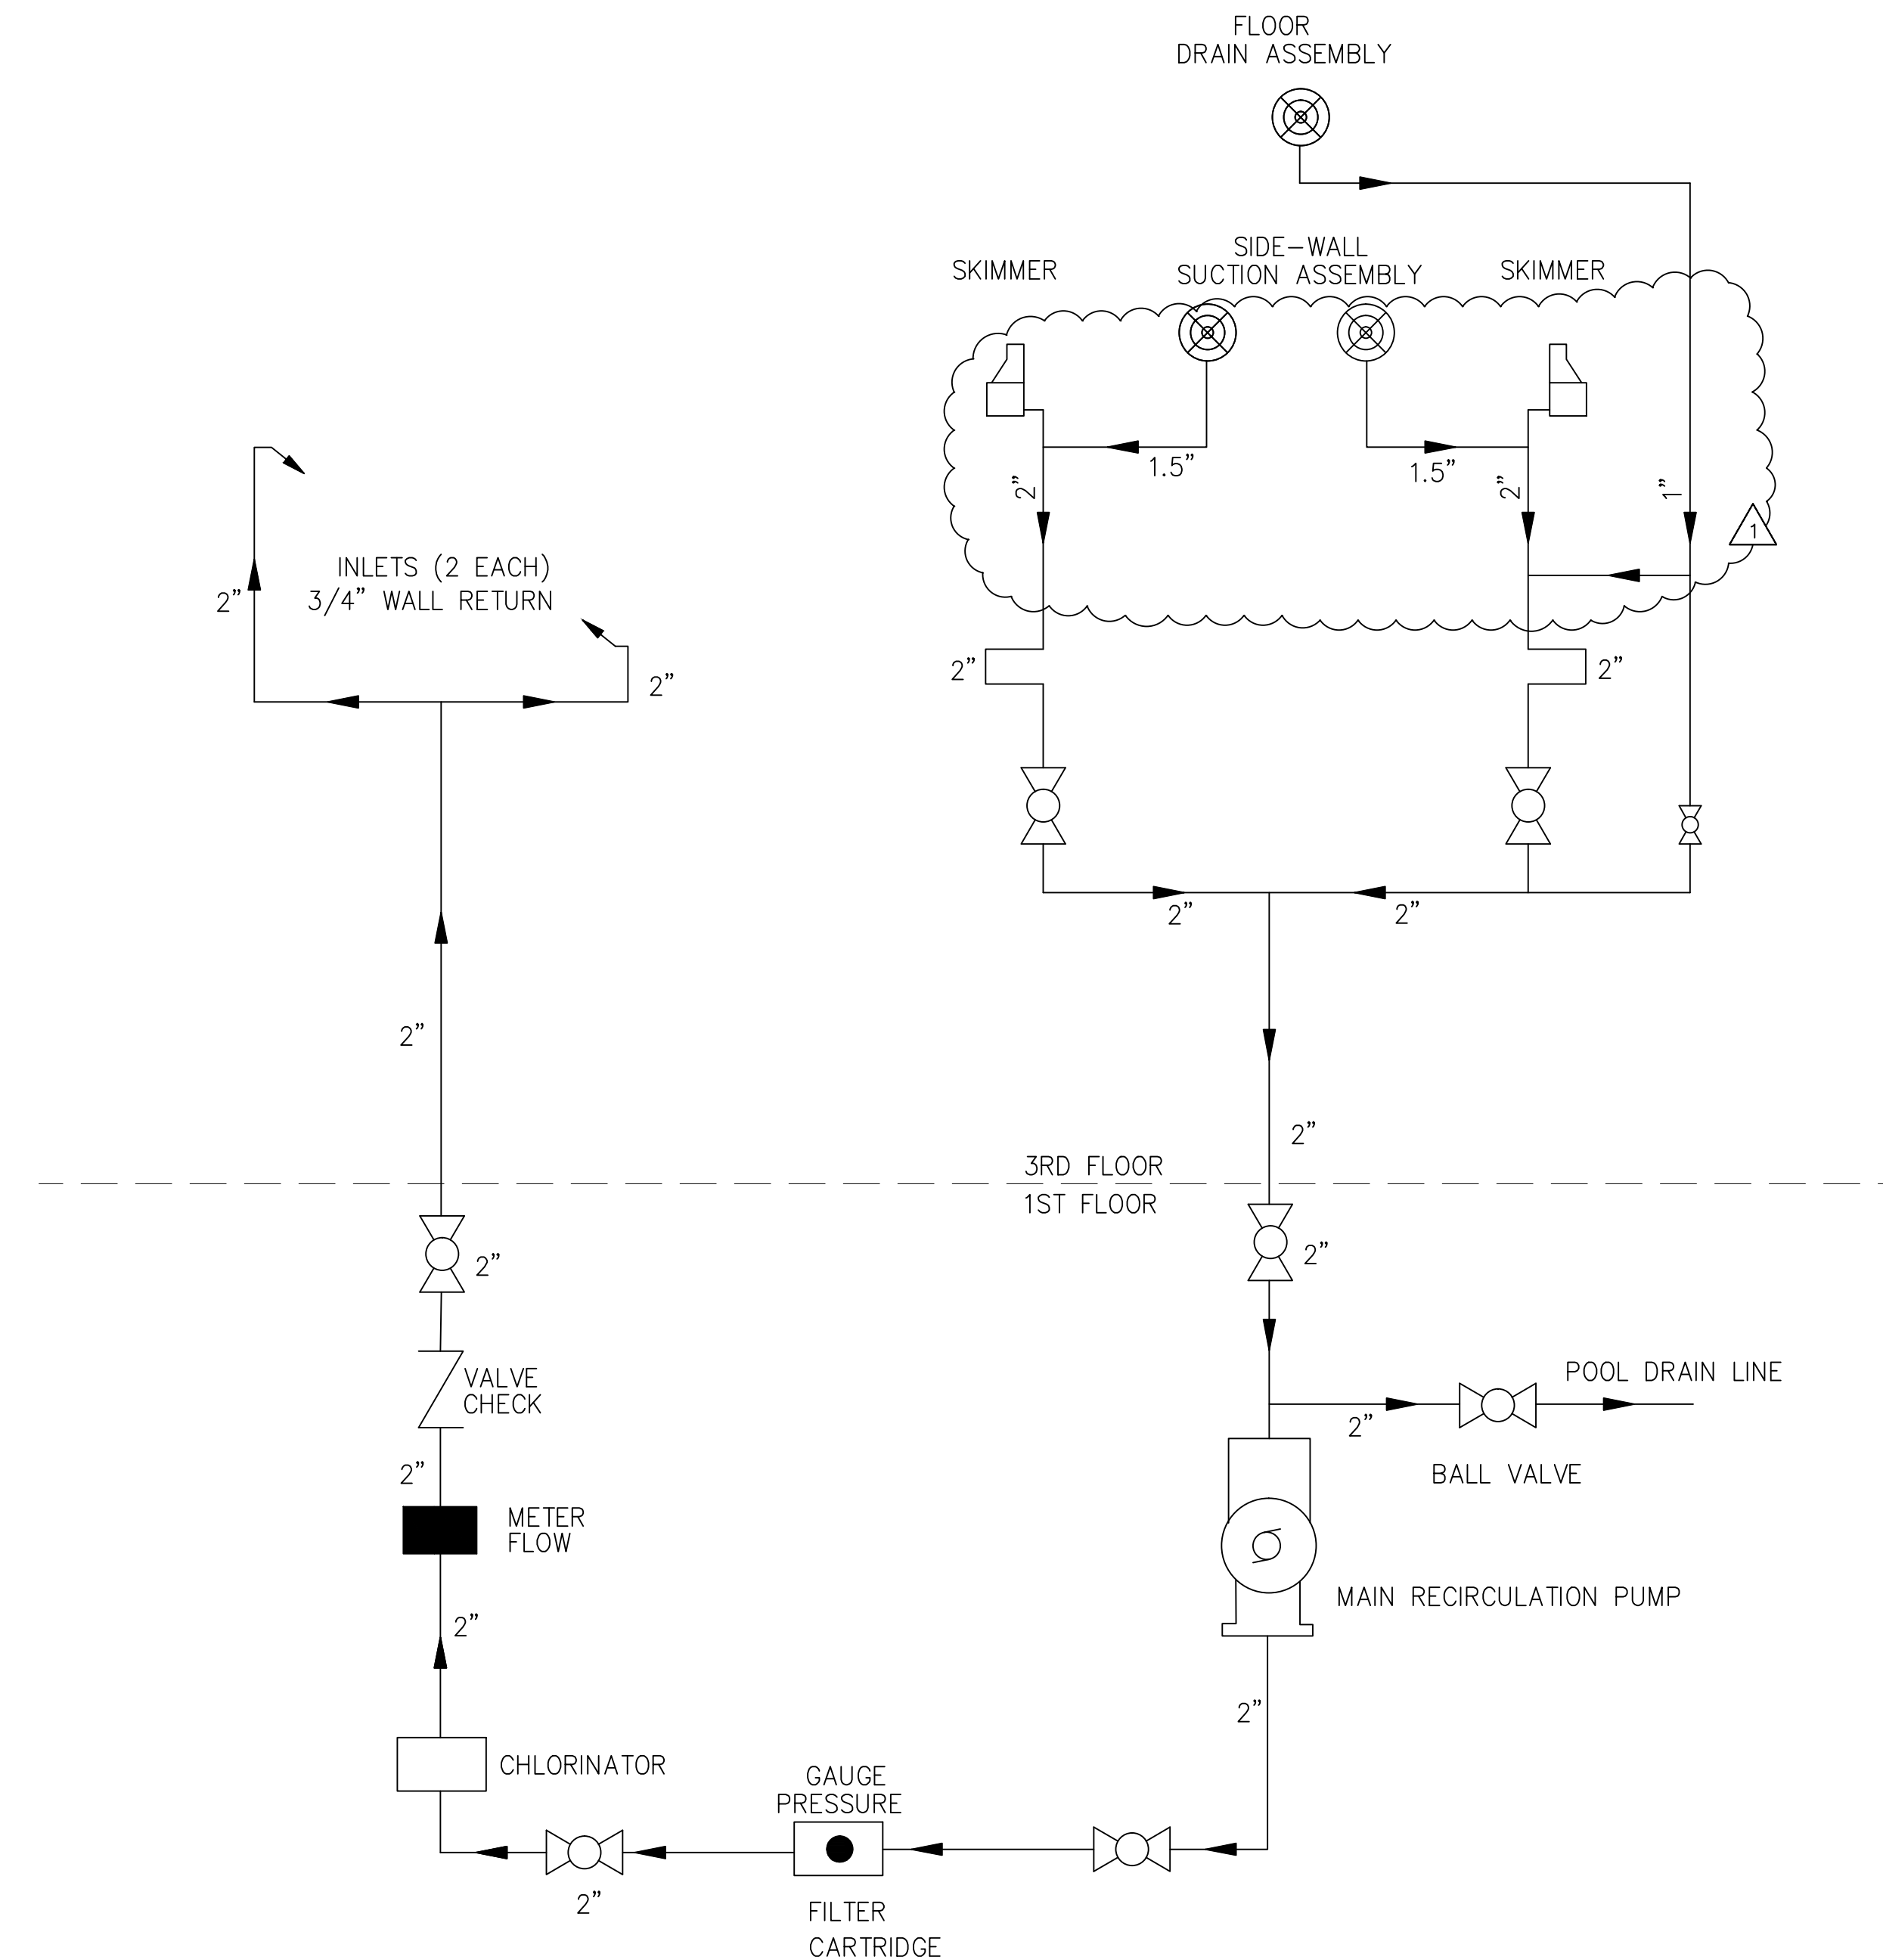 FLOOR
DRAIN ASSEMBLY
SIDE-WALL
SUCTION ASSEMBLY
SKIMMER
SKIMMER
1.5"
1.5"
2"
2"
1"
1
INLETS (2 EACH)
3/4" WALL RETURN
2"
2"
2"
2"
2"
2"
2"
2"
3RD FLOOR
1ST FLOOR
2"
2"
VALVE
CHECK
POOL DRAIN LINE
2"
BALL VALVE
2"
METER
FLOW
MAIN RECIRCULATION PUMP
2"
2"
CHLORINATOR
GAUGE
PRESSURE
2"
FILTER
CARTRIDGE